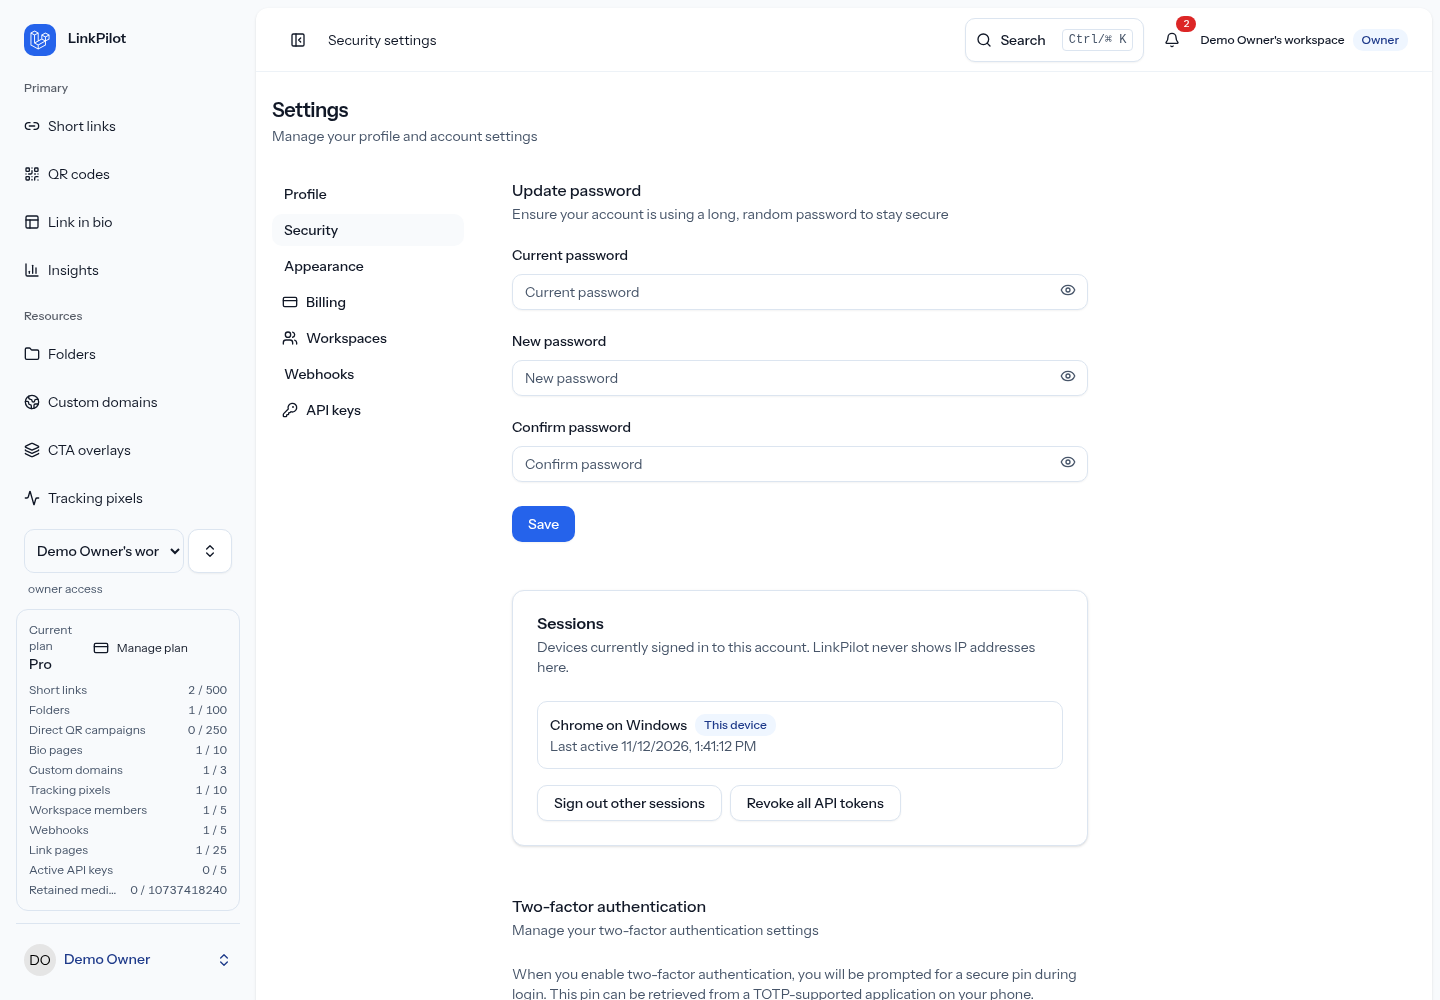 LinkPilot
Primary
Short links
QR codes
Link in bio
Insights
Resources
Folders
Custom domains
CTA overlays
Tracking pixels
Demo Owner's wor
owner access
Current
plan
Pro
Manage plan
Short links 2 / 500
Folders 1 / 100
Direct QR campaigns 0 / 250
Bio pages 1 / 10
Custom domains 1 / 3
Tracking pixels 1 / 10
Workspace members 1 / 5
Webhooks 1 / 5
Link pages 1 / 25
Active API keys 0 / 5
Retained medi... 0 / 10737418240
DO Demo Owner
Security settings
Search Ctrl/⌘ K
2
Demo Owner's workspace Owner
Settings
Manage your profile and account settings
Profile
Security
Appearance
Billing
Workspaces
Webhooks
API keys
Update password
Ensure your account is using a long, random password to stay secure
Current password
Current password
New password
New password
Confirm password
Confirm password
Save
Sessions
Devices currently signed in to this account. LinkPilot never shows IP addresses
here.
Chrome on Windows This device
Last active 11/12/2026, 1:41:12 PM
Sign out other sessions Revoke all API tokens
Two-factor authentication
Manage your two-factor authentication settings
When you enable two-factor authentication, you will be prompted for a secure pin during
login. This pin can be retrieved from a TOTP-supported application on your phone.